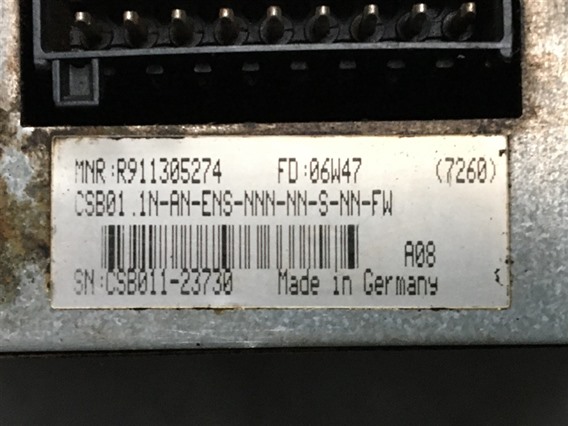 MNR:R911305274 FD:06W47 (7260)
CSB01.1N-AN-ENS-NNN-NN-S-NN-FW
A08
SN:CSB011-23730 Made in Germany